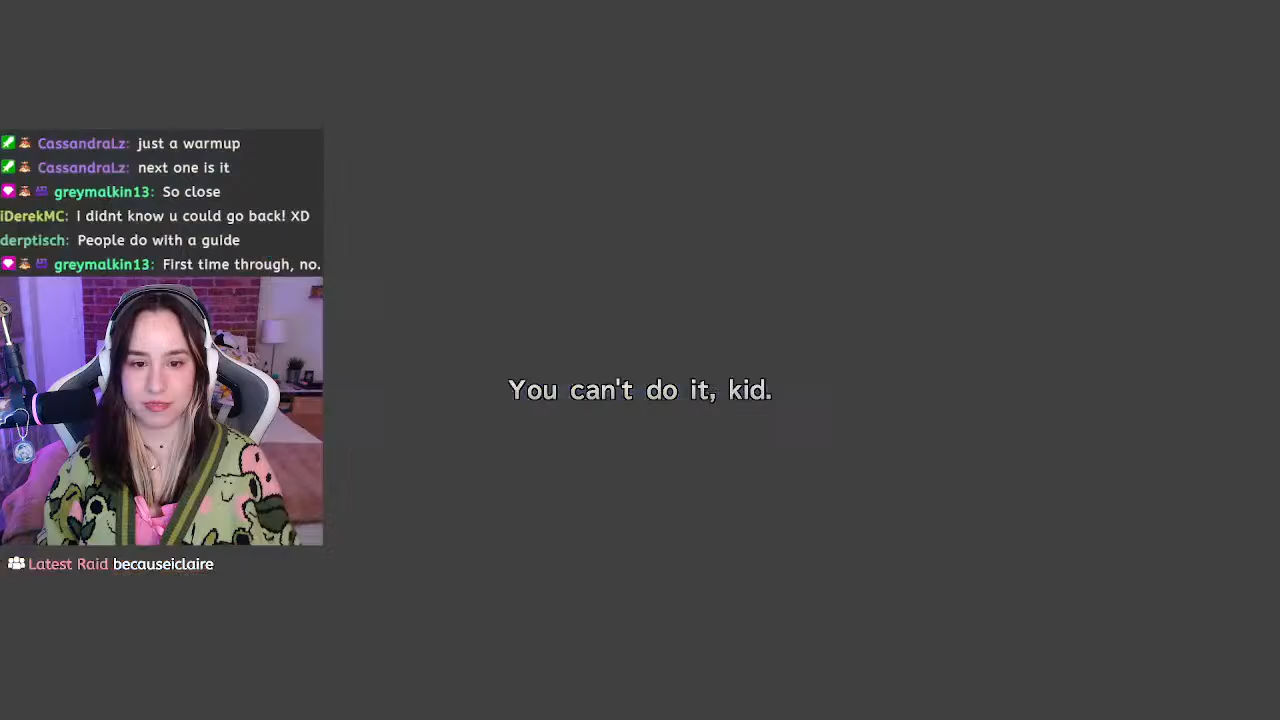 CassandraLz: just a warmup
CassandraLz: next one is it
greymalkin13: So close
iDerekMC: I didnt know u could go back! XD
derptisch: People do with a guide
greymalkin13: First time through, no.
You can't do it, kid.
Latest Raid becauseiclaire